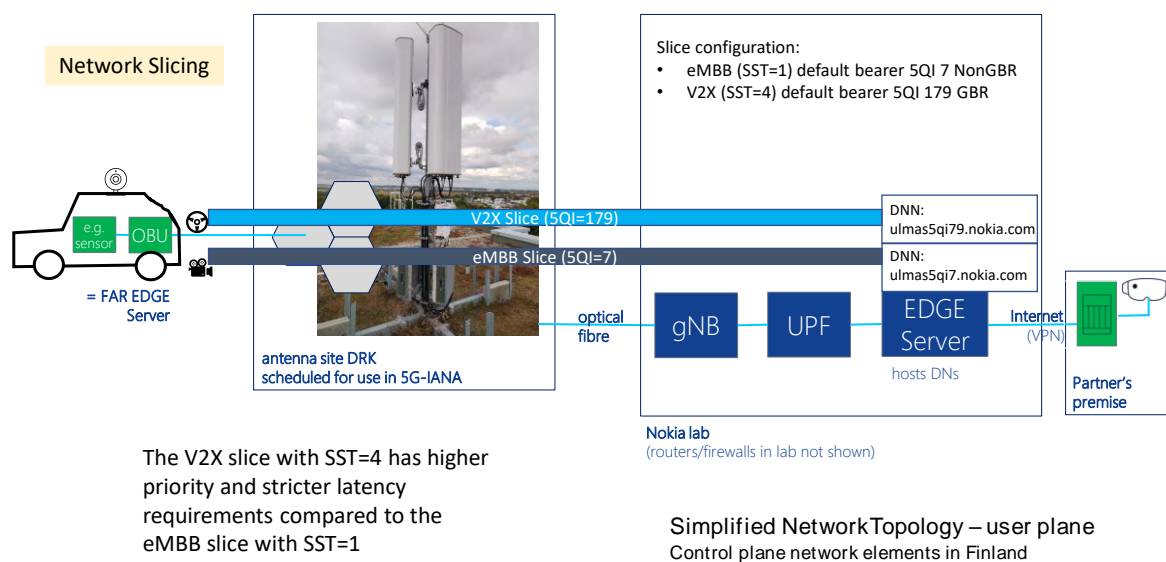 Network Slicing
Slice configuration:
• eMBB (SST=1) default bearer 5QI 7 NonGBR
• V2X (SST=4) default bearer 5QI 179 GBR
e.g.
sensor
OBU
= FAR EDGE
Server
V2X Slice (5QI=179)
eMBB Slice (5QI=7)
DNN:
ulmas5qi79.nokia.com
DNN:
ulmas5qi7.nokia.com
optical
fibre
gNB
UPF
EDGE
Server
hosts DNs
Internet
(VPN)
Partner's
premise
antenna site DRK
scheduled for use in 5G-IANA
Nokia lab
(routers/firewalls in lab not shown)
The V2X slice with SST=4 has higher
priority and stricter latency
requirements compared to the
eMBB slice with SST=1
Simplified NetworkTopology – user plane
Control plane network elements in Finland